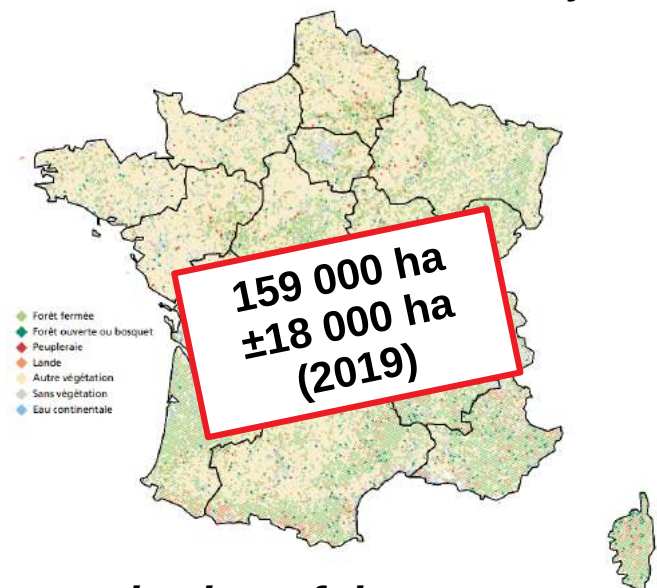 159 000 ha
±18 000 ha
(2019)
Forêt fermée
Forêt ouverte ou bosquet
Peupleraie
Lande
Autre végétation
Sans végétation
Eau continentale